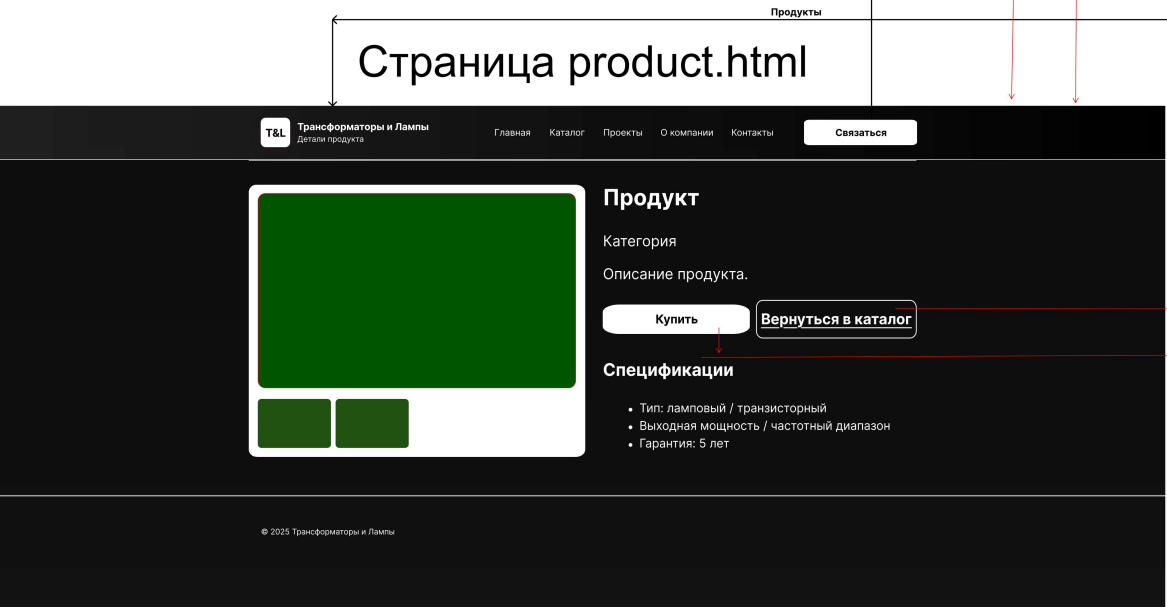 Продукты
Страница product.html
T&L
Трансформаторы и Лампы
Детали продукта
Главная
Каталог
Проекты
О компании
Контакты
Связаться
Продукт
Категория
Описание продукта.
Купить
Вернуться в каталог
Спецификации
• Тип: ламповый / транзисторный
• Выходная мощность / частотный диапазон
• Гарантия: 5 лет
© 2025 Трансформаторы и Лампы